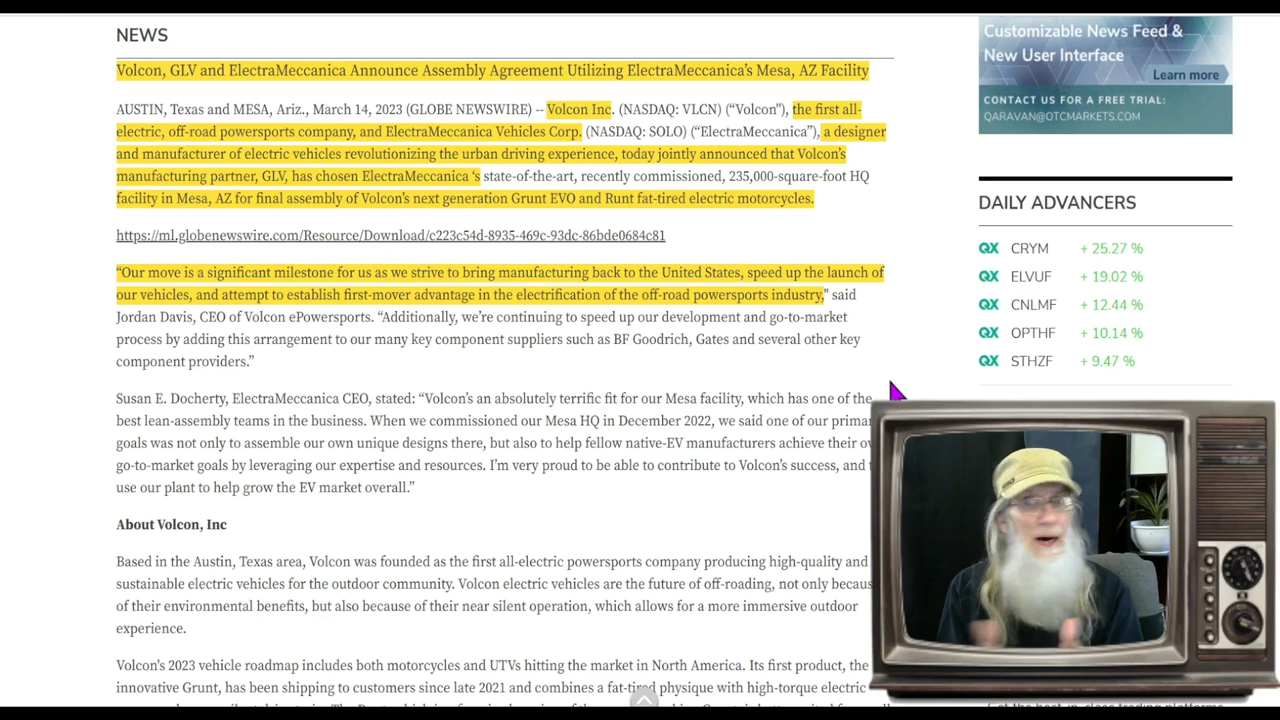 NEWS
Volcon, GLV and ElectraMeccanica Announce Assembly Agreement Utilizing ElectraMeccanica's Mesa, AZ Facility
AUSTIN, Texas and MESA, Ariz., March 14, 2023 (GLOBE NEWSWIRE) -- Volcon Inc. (NASDAQ: VLCN) (“Volcon"), the first all-
electric, off-road powersports company, and ElectraMeccanica Vehicles Corp. (NASDAQ: SOLO) (“ElectraMeccanica”), a designer
and manufacturer of electric vehicles revolutionizing the urban driving experience, today jointly announced that Volcon’s
manufacturing partner, GLV, has chosen ElectraMeccanica ‘s state-of-the-art, recently commissioned, 235,000-square-foot HQ
facility in Mesa, AZ for final assembly of Volcon’s next generation Grunt EVO and Runt fat-tired electric motorcycles.
https://ml.globenewswire.com/Resource/Download/c223c54d-8935-469c-93dc-86bde0684c81
“Our move is a significant milestone for us as we strive to bring manufacturing back to the United States, speed up the launch of
our vehicles, and attempt to establish first-mover advantage in the electrification of the off-road powersports industry," said
Jordan Davis, CEO of Volcon ePowersports. “Additionally, we’re continuing to speed up our development and go-to-market
process by adding this arrangement to our many key component suppliers such as BF Goodrich, Gates and several other key
component providers.”
Susan E. Docherty, ElectraMeccanica CEO, stated: “Volcon’s an absolutely terrific fit for our Mesa facility, which has one of the
best lean-assembly teams in the business. When we commissioned our Mesa HQ in December 2022, we said one of our primar
goals was not only to assemble our own unique designs there, but also to help fellow native-EV manufacturers achieve their ov
go-to-market goals by leveraging our expertise and resources. I’m very proud to be able to contribute to Volcon’s success, and
use our plant to help grow the EV market overall.”
About Volcon, Inc
Based in the Austin, Texas area, Volcon was founded as the first all-electric powersports company producing high-quality and
sustainable electric vehicles for the outdoor community. Volcon electric vehicles are the future of off-roading, not only becaus
of their environmental benefits, but also because of their near silent operation, which allows for a more immersive outdoor
experience.
Volcon's 2023 vehicle roadmap includes both motorcycles and UTVs hitting the market in North America. Its first product, the
innovative Grunt, has been shipping to customers since late 2021 and combines a fat-tired physique with high-torque electric
Customizable News Feed &
New User Interface
Learn more
CONTACT US FOR A FREE TRIAL:
QARAVAN@OTCMARKETS.COM
DAILY ADVANCERS
QX CRYM + 25.27 %
QX ELVUF + 19.02 %
QX CNLMF + 12.44 %
QX OPTHF + 10.14 %
QX STHZF + 9.47 %